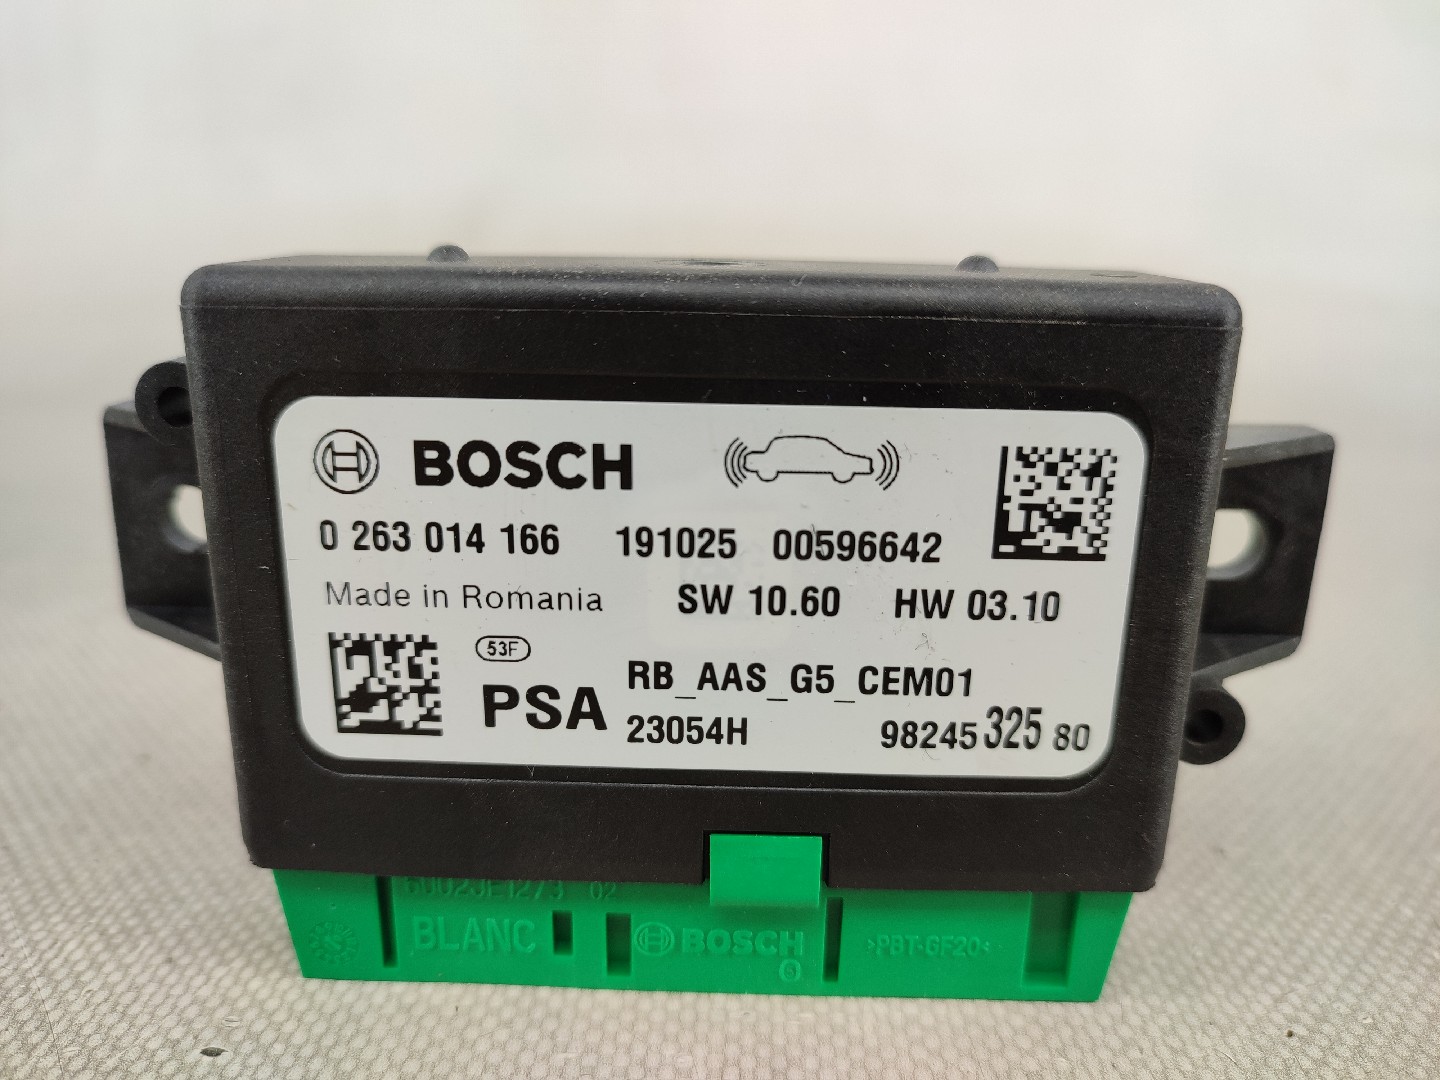 BOSCH
0 263 014 166 191025 00596642
Made in Romania SW 10.60 HW 03.10
53F
PSA RB_AAS_G5_CEM01
23054H 98245 325 80
02
BLANC BOSCH >PBT-GF20<